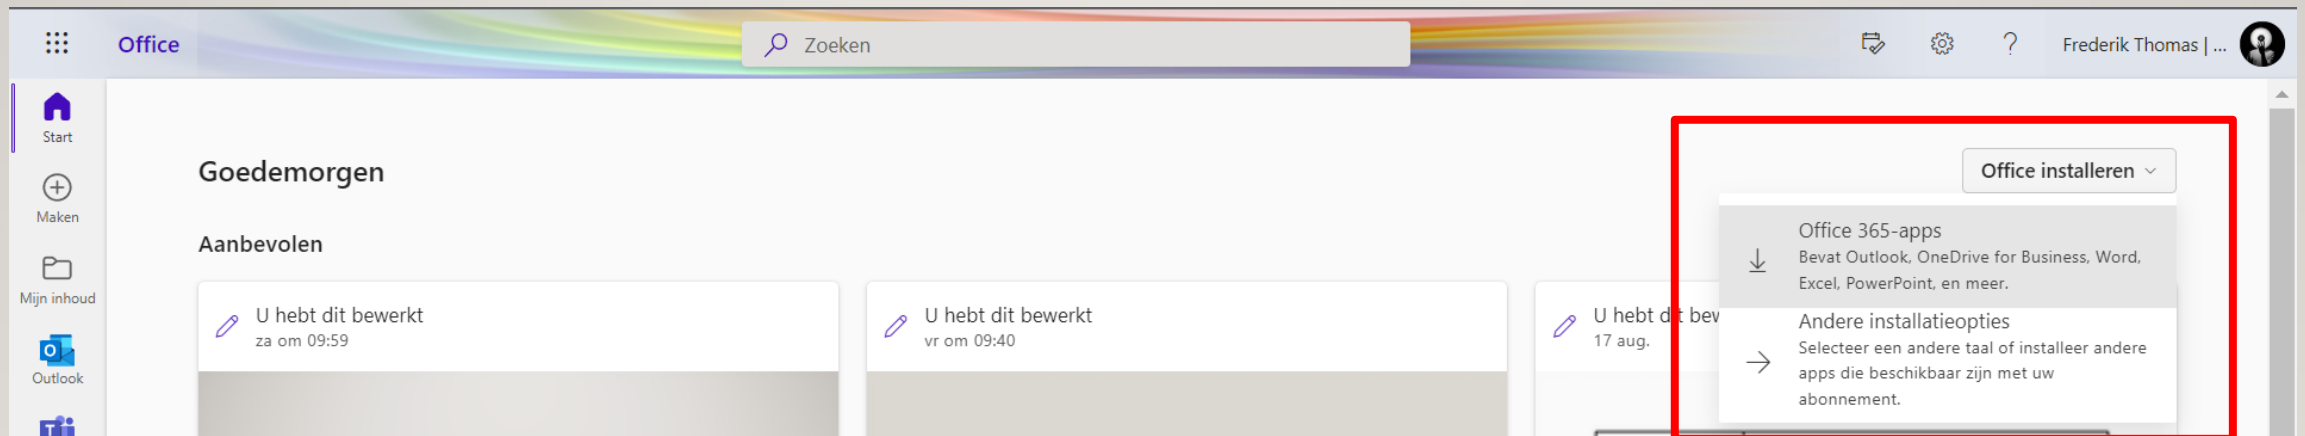 Office
Zoeken
Frederik Thomas | ...
Start
Maken
Mijn inhoud
Outlook
Goedemorgen
Office installeren
Office 365-apps
Bevat Outlook, OneDrive for Business, Word,
Excel, PowerPoint, en meer.
Andere installatieopties
Selecteer een andere taal of installeer andere
apps die beschikbaar zijn met uw
abonnement.
Aanbevolen
U hebt dit bewerkt
za om 09:59
U hebt dit bewerkt
vr om 09:40
U hebt dit bew
17 aug.